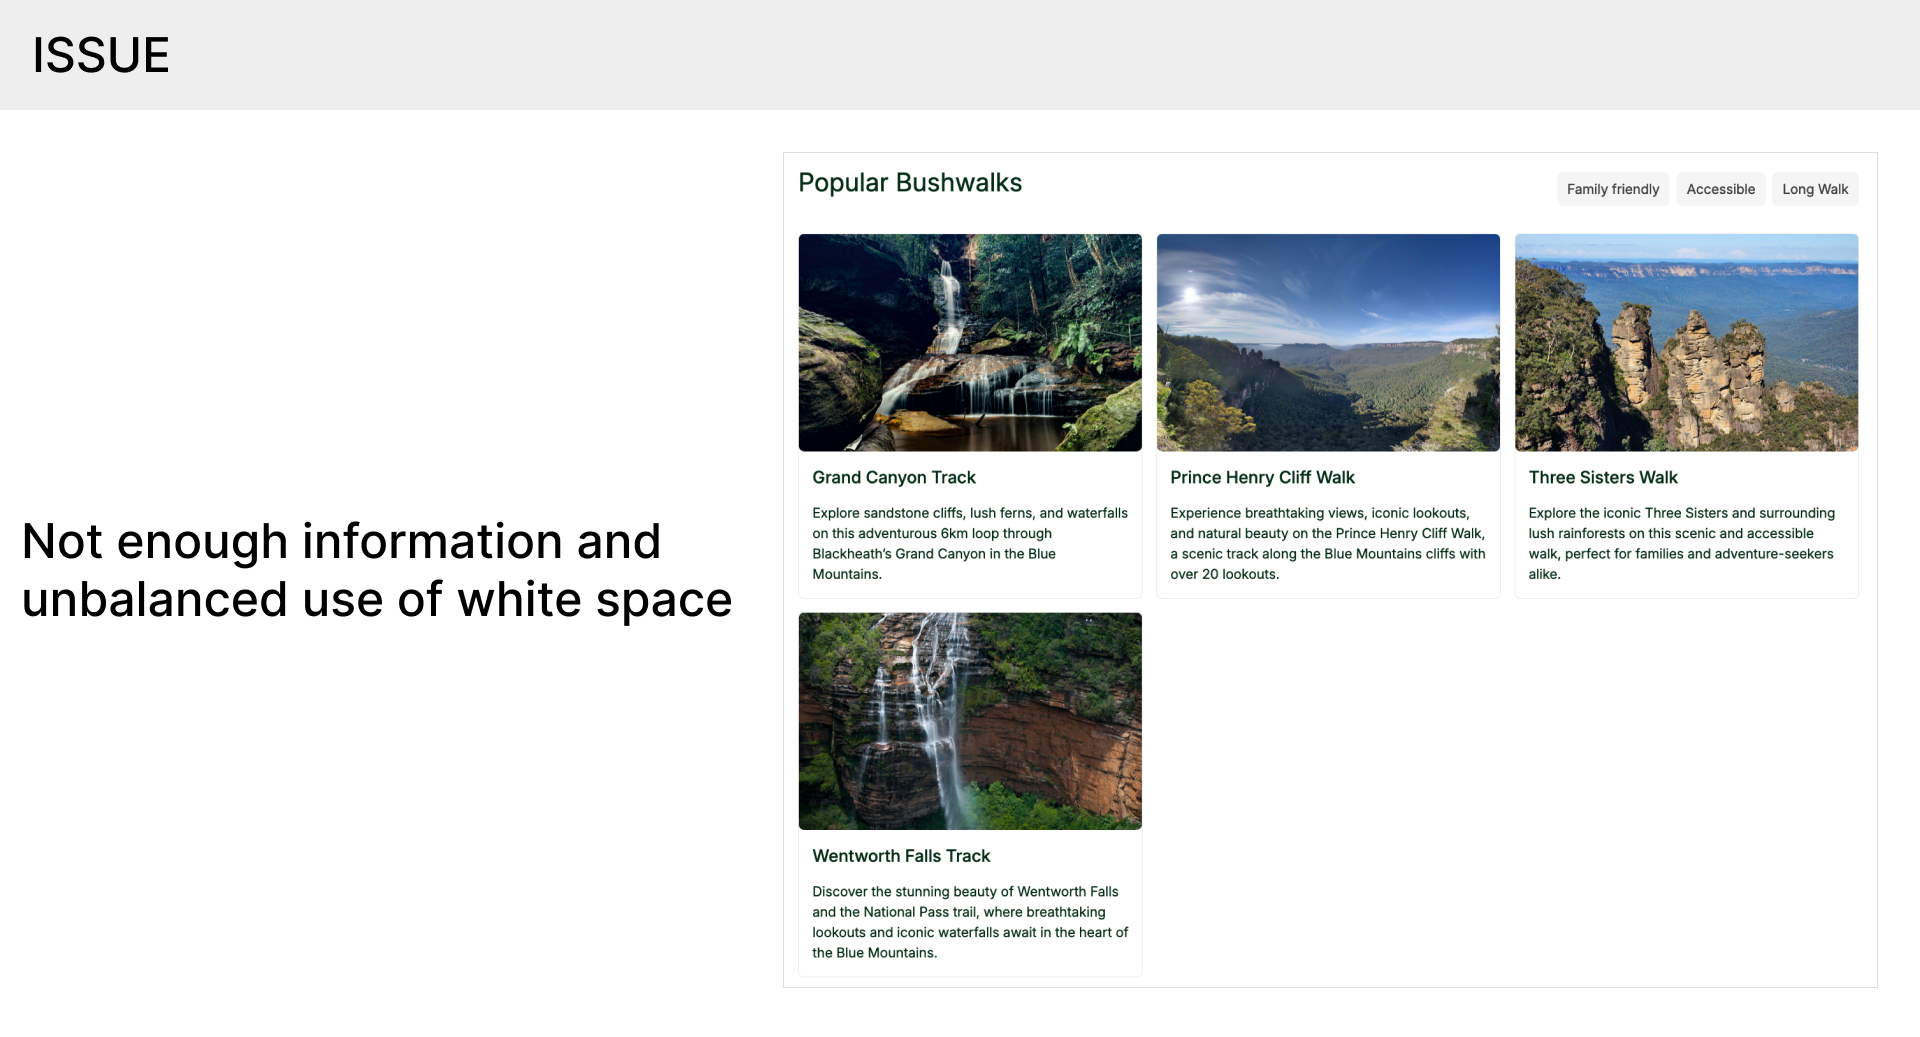 ISSUE
Not enough information and
unbalanced use of white space
Popular Bushwalks
Family friendly
Accessible
Long Walk
Grand Canyon Track
Explore sandstone cliffs, lush ferns, and waterfalls
on this adventurous 6km loop through
Blackheath’s Grand Canyon in the Blue
Mountains.
Prince Henry Cliff Walk
Experience breathtaking views, iconic lookouts,
and natural beauty on the Prince Henry Cliff Walk,
a scenic track along the Blue Mountains cliffs with
over 20 lookouts.
Three Sisters Walk
Explore the iconic Three Sisters and surrounding
lush rainforests on this scenic and accessible
walk, perfect for families and adventure-seekers
alike.
Wentworth Falls Track
Discover the stunning beauty of Wentworth Falls
and the National Pass trail, where breathtaking
lookouts and iconic waterfalls await in the heart of
the Blue Mountains.